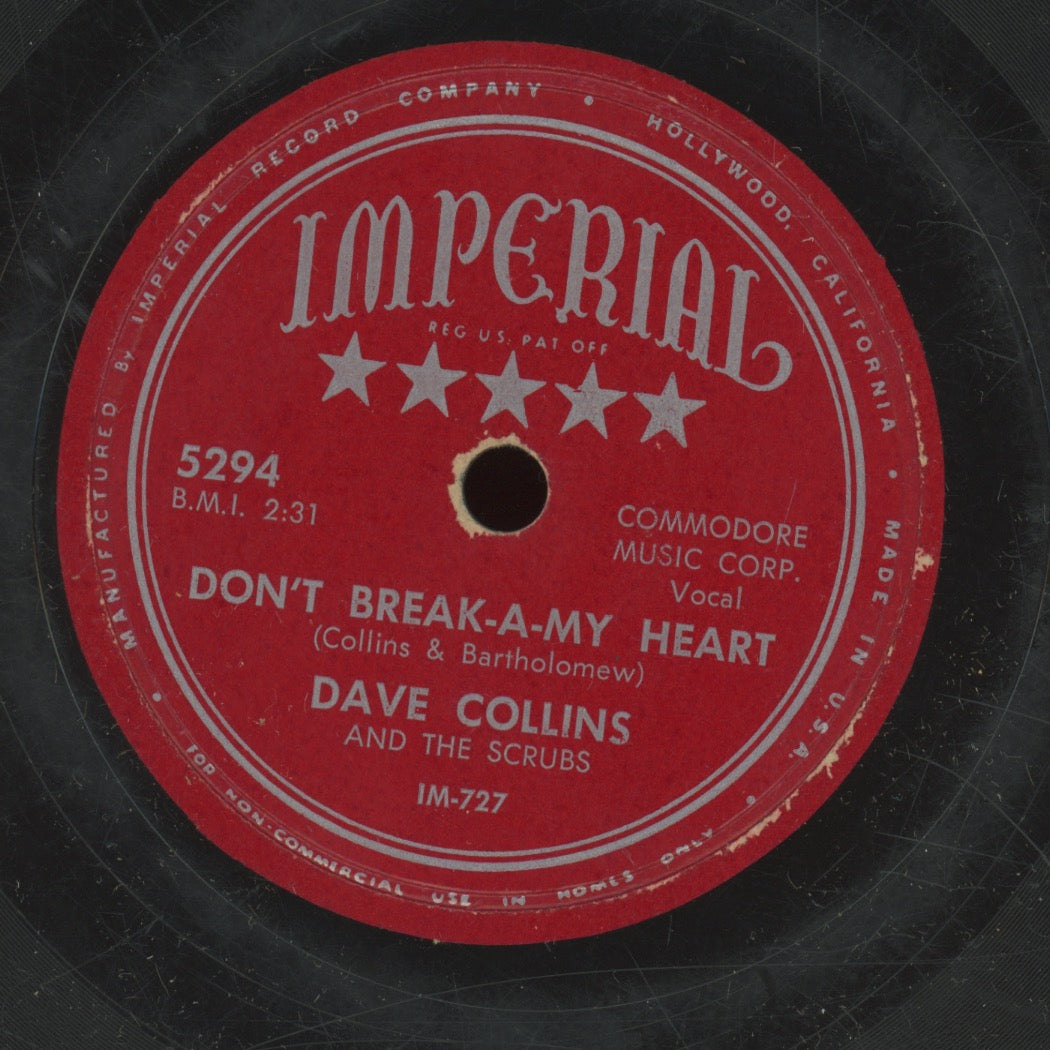 MANUFACTURED By IMPERIAL RECORD COMPANY • HOLLYWOOD, CALIFORNIA • MADE IN U.S.A. •
IMPERIAL
REG. US. PAT. OFF
5294
B.M.I. 2:31
COMMODORE
MUSIC CORP.
Vocal
DON'T BREAK-A-MY HEART
(Collins & Bartholomew)
DAVE COLLINS
AND THE SCRUBS
IM-727
• FOR NON-COMMERCIAL USE IN HOMES ONLY